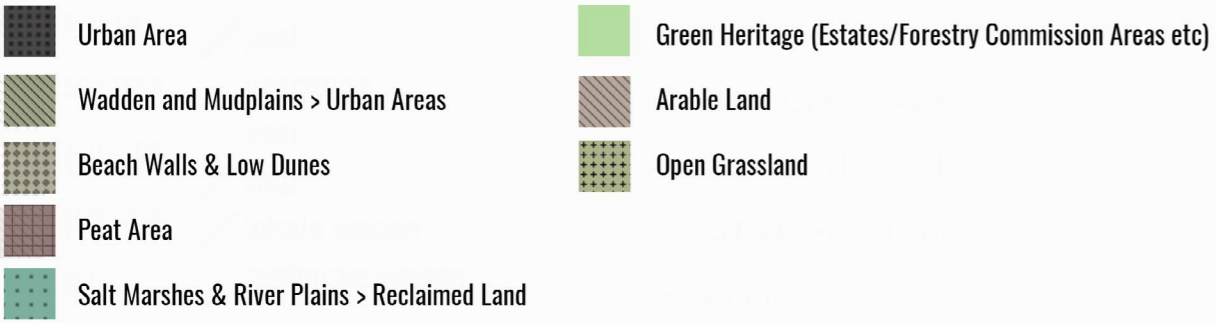 Urban Area
Wadden and Mudplains > Urban Areas
Beach Walls & Low Dunes
Peat Area
Salt Marshes & River Plains > Reclaimed Land
Green Heritage (Estates/Forestry Commission Areas etc)
Arable Land
Open Grassland